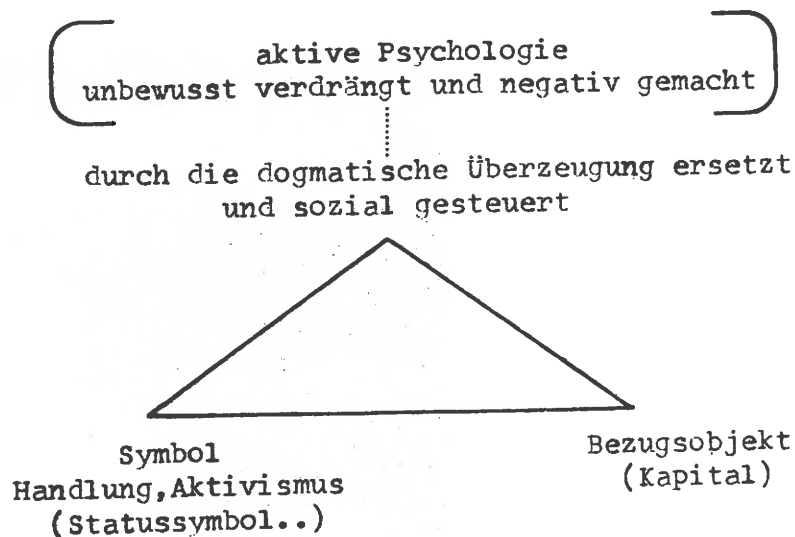 aktive Psychologie
unbewusst verdrängt und negativ gemacht
durch die dogmatische Überzeugung ersetzt
und sozial gesteuert
Symbol
Handlung,Aktivismus
(Statussymbol..)
Bezugsobjekt
(Kapital)